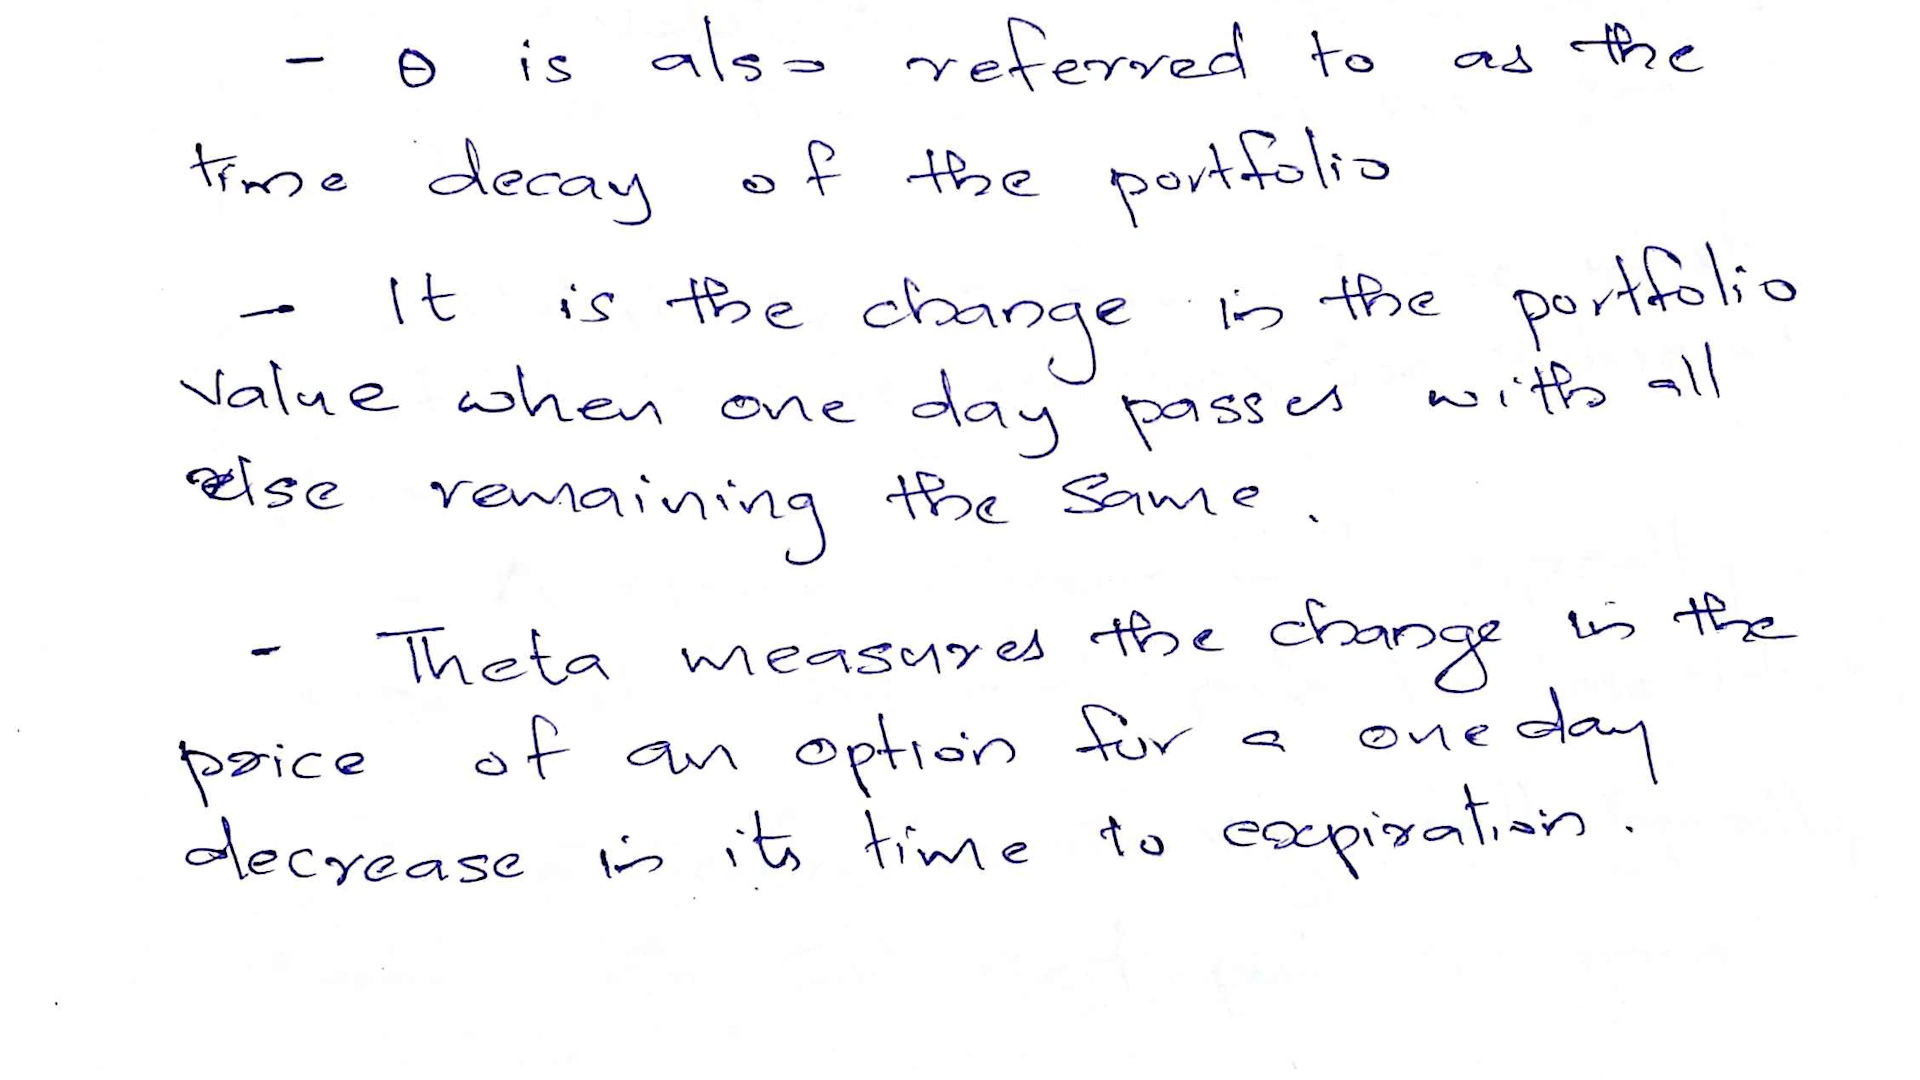 - θ is also referred to as the
time decay of the portfolio
- It is the change in the portfolio
value when one day passes with all
else remaining the same.
- Theta measures the change in the
price of an option for a one day
decrease in its time to expiration.